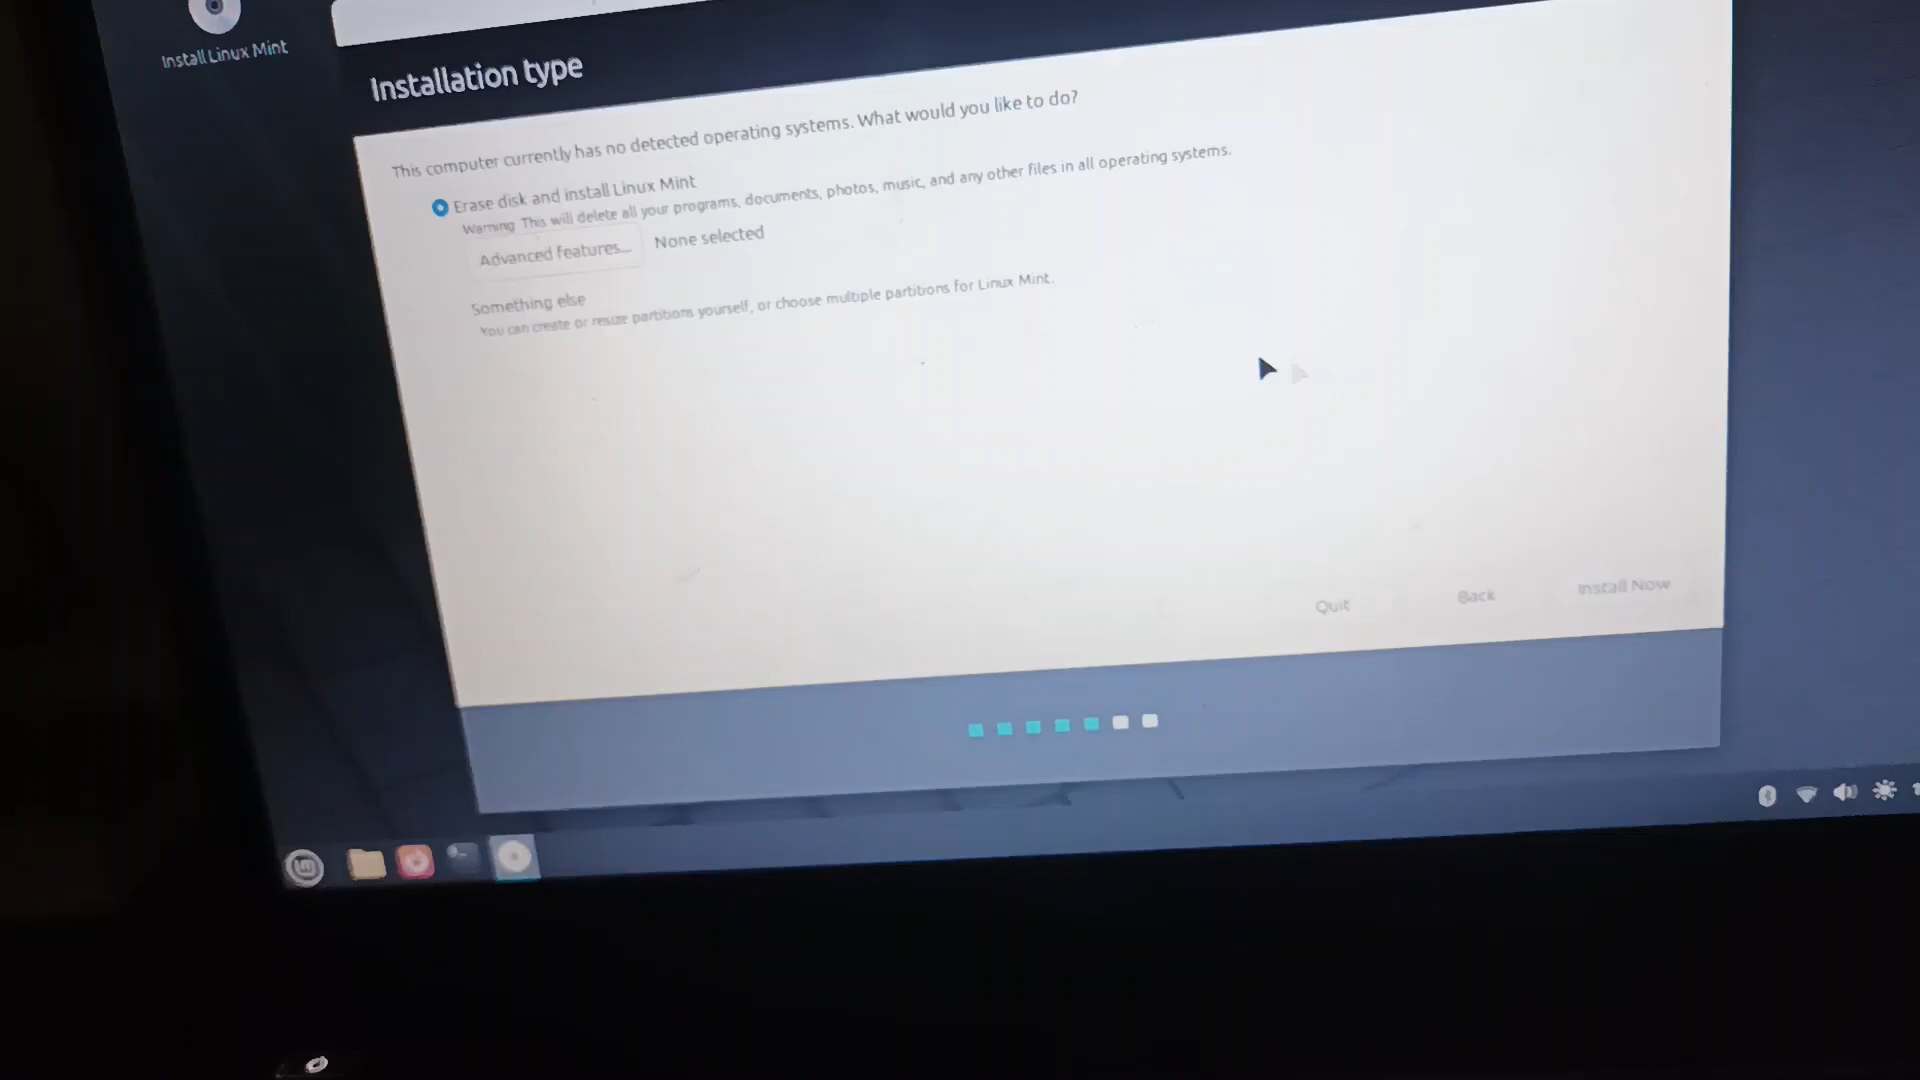 Install Linux Mint
Installation type
This computer currently has no detected operating systems. What would you like to do?
Erase disk and install Linux Mint
Warning This will delete all your programs, documents, photos, music, and any other files in all operating systems.
Advanced features... None selected
Something else
You can create or resize partitions yourself, or choose multiple partitions for Linux Mint.
Quit Back Install Now